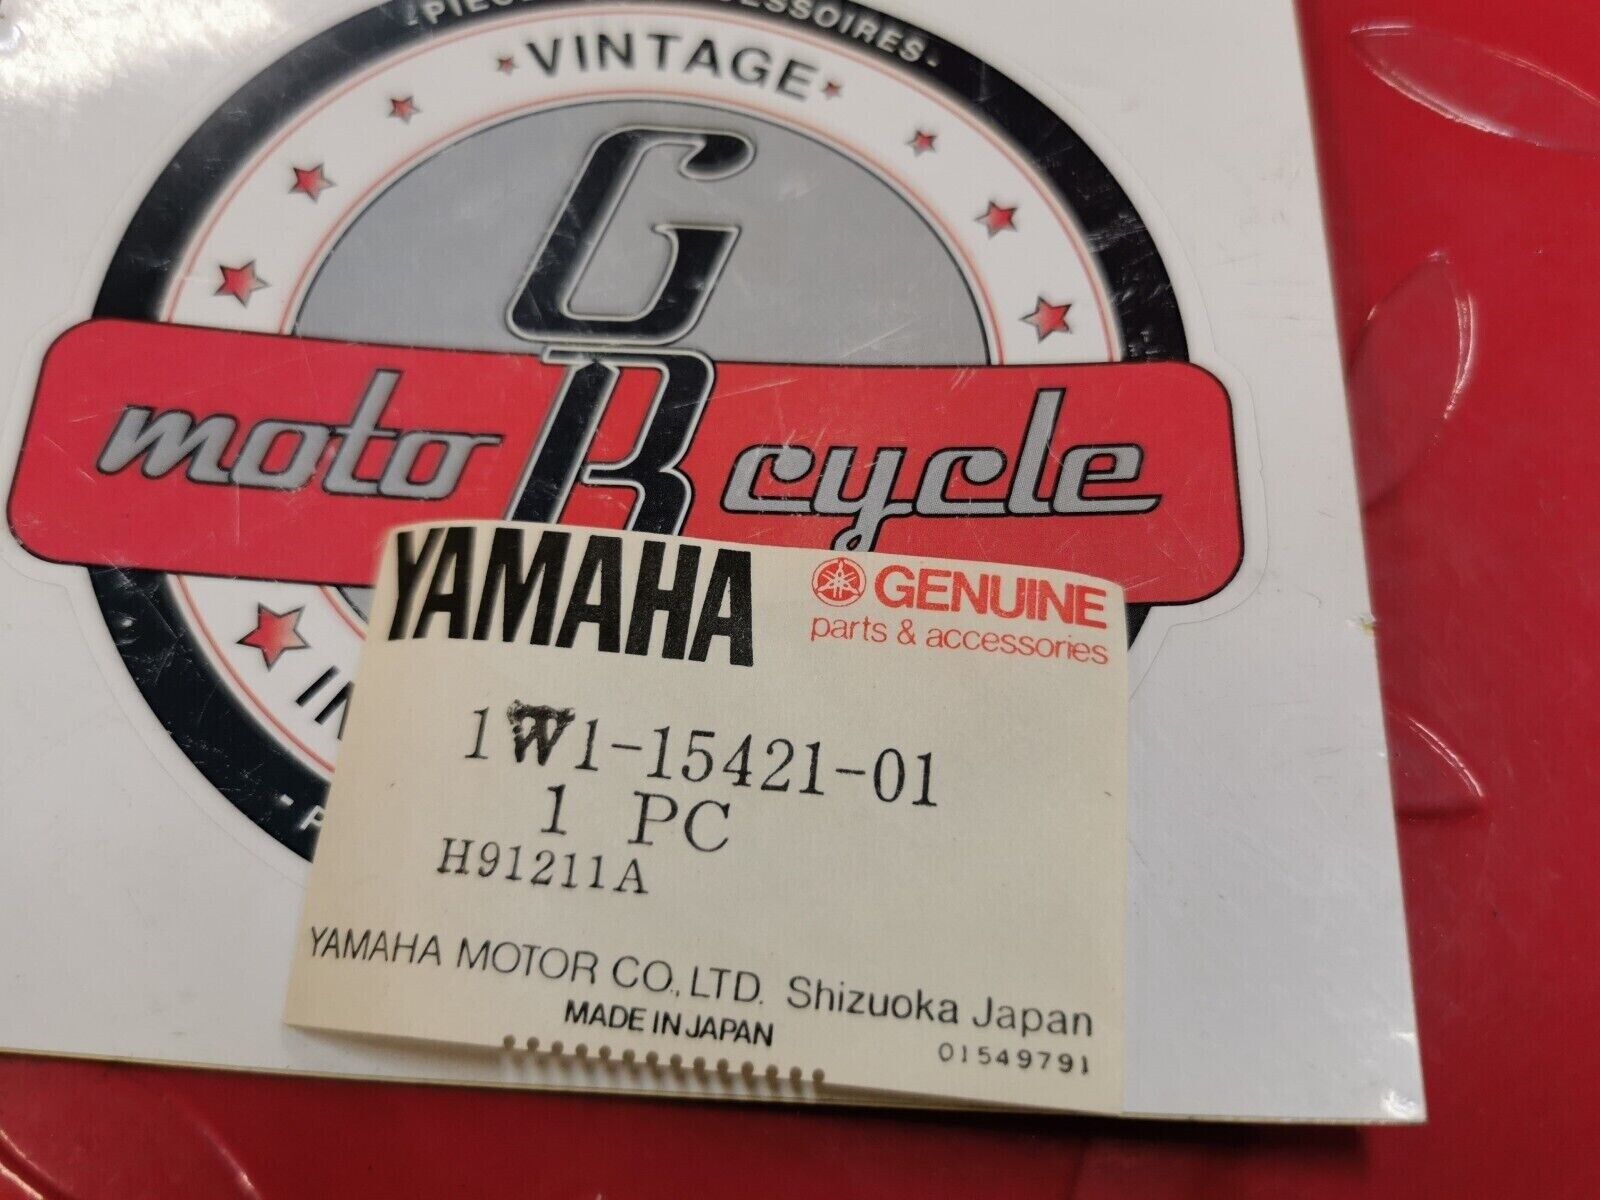 VINTAGE
GR
moto cycle
YAMAHA
GENUINE
parts & accessories
1W1-15421-01
1 PC
H91211A
YAMAHA MOTOR CO., LTD. Shizuoka Japan
MADE IN JAPAN
01549791